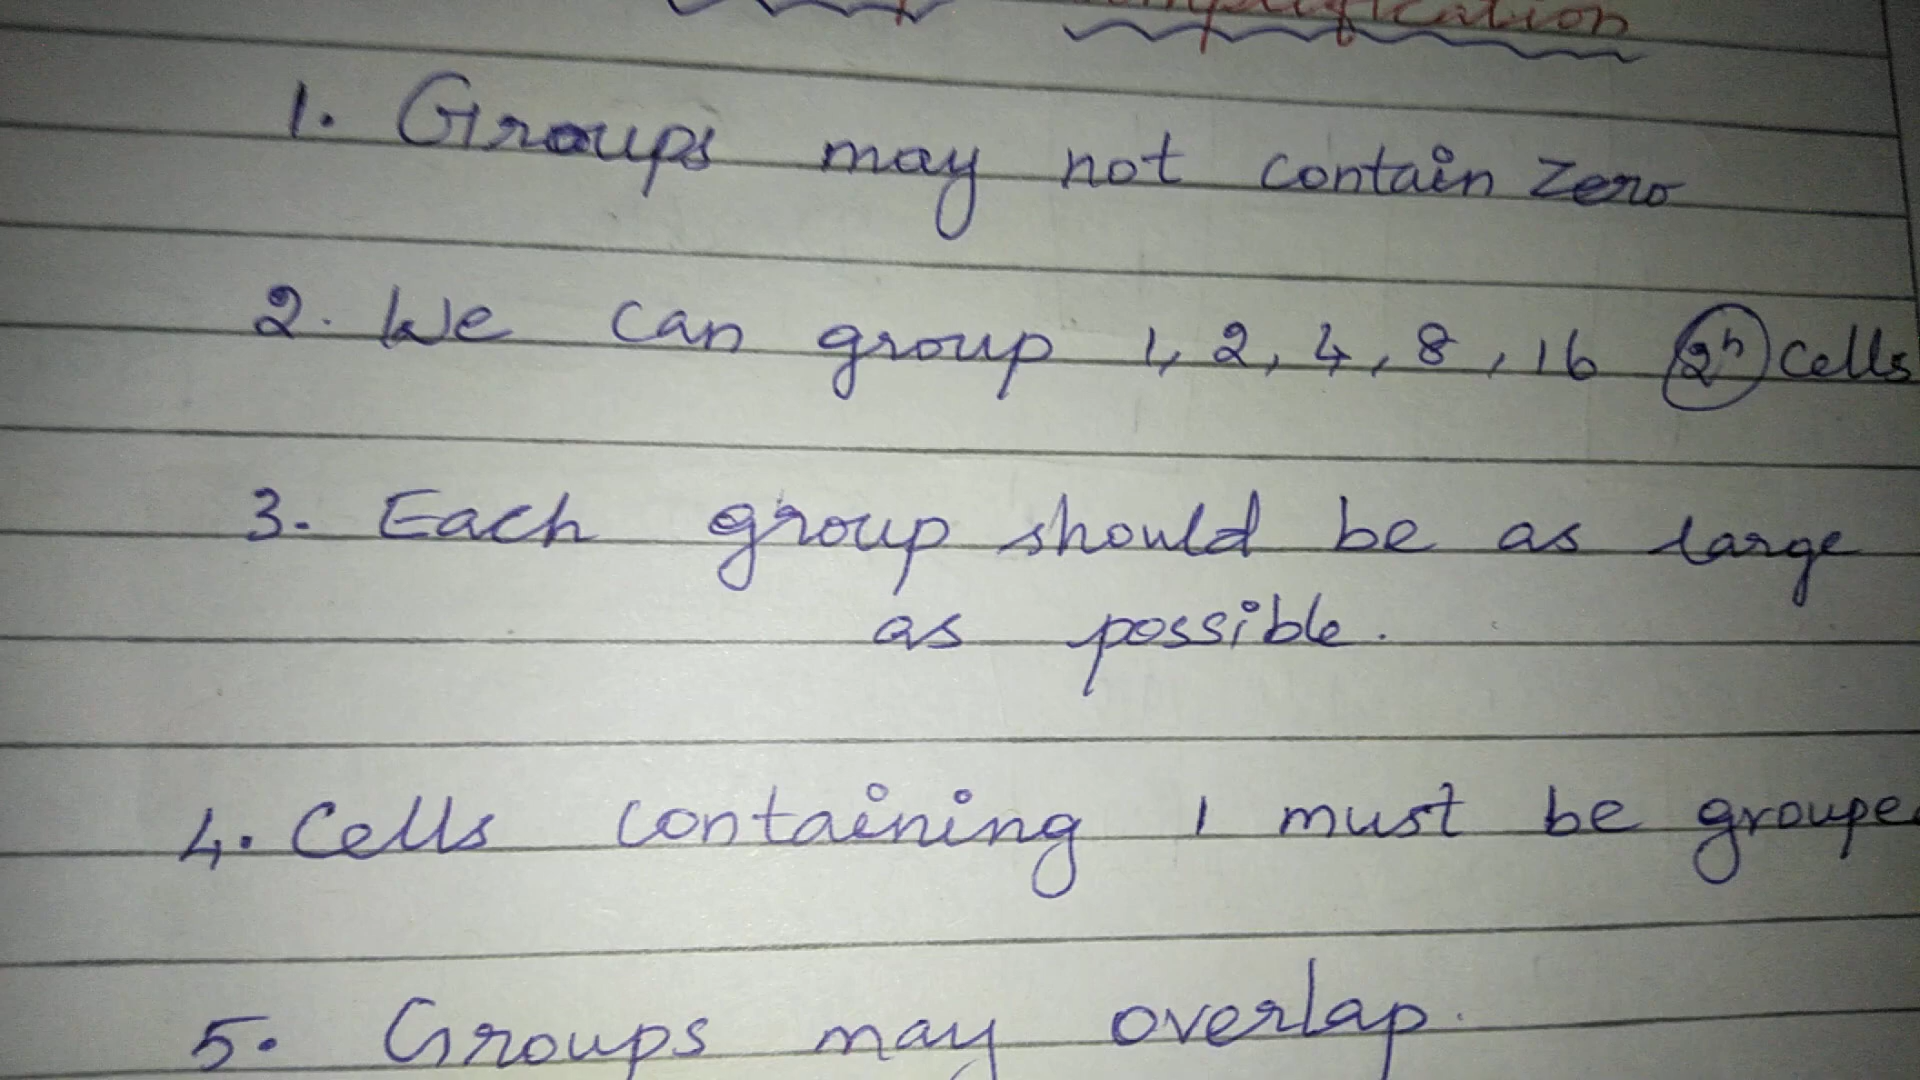 1. Groups may not contain zero
2. We can group 1, 2, 4, 8, 16 2ⁿ cells
3. Each group should be as large
as possible.
4. Cells containing 1 must be groupe
5. Groups may overlap.